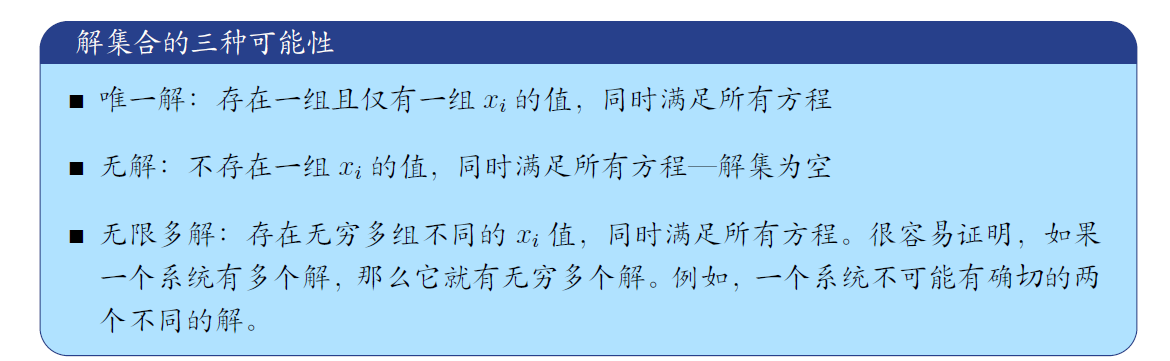 解集合的三种可能性
■ 唯一解：存在一组且仅有一组 xᵢ 的值，同时满足所有方程
■ 无解：不存在一组 xᵢ 的值，同时满足所有方程—解集为空
■ 无限多解：存在无穷多组不同的 xᵢ 值，同时满足所有方程。很容易证明，如果
一个系统有多个解，那么它就有无穷多个解。例如，一个系统不可能有确切的两
个不同的解。